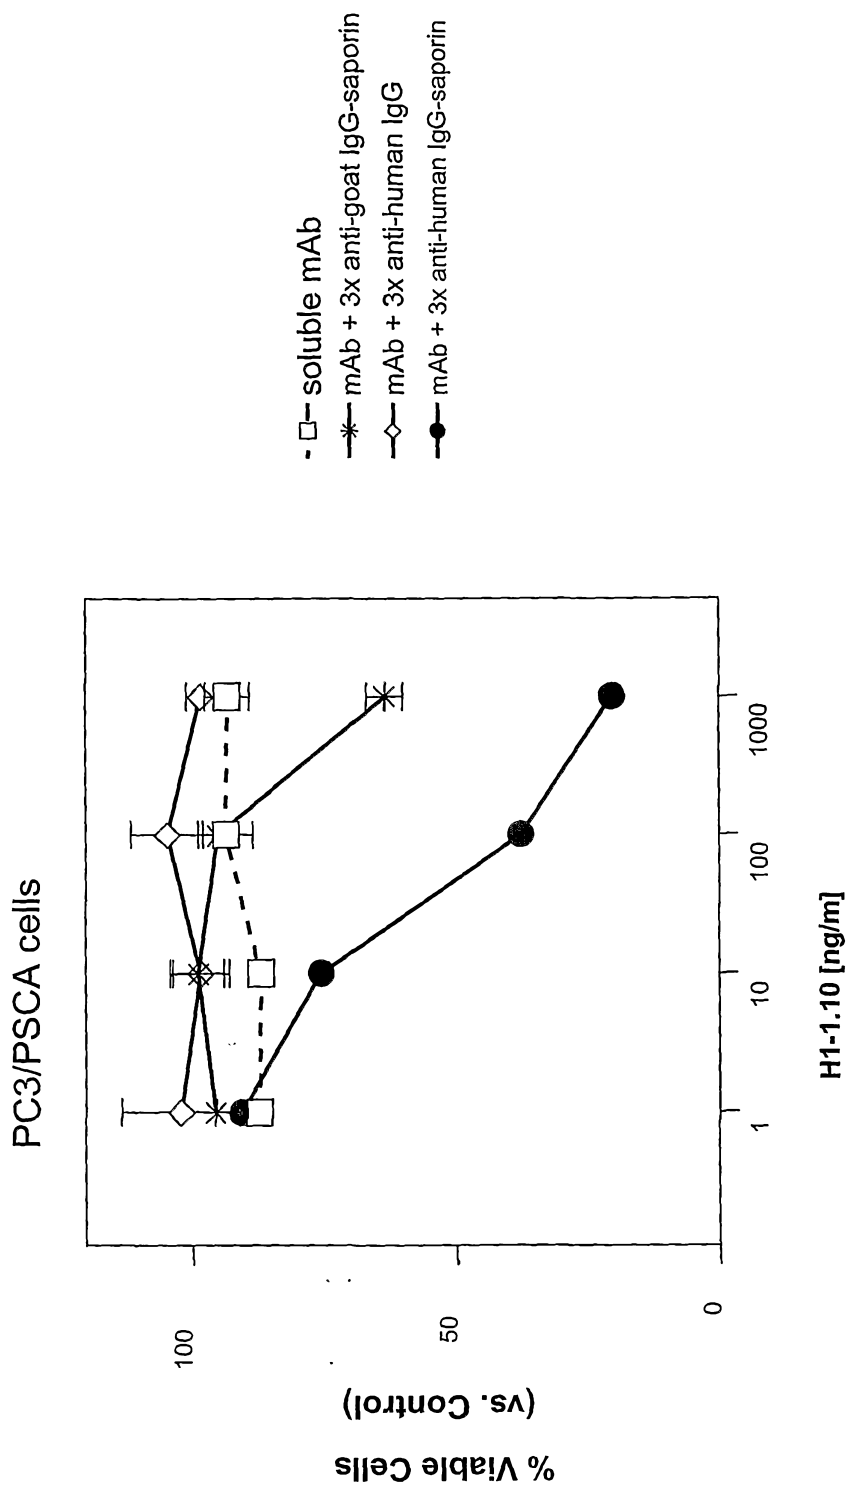 PC3/PSCA cells
% Viable Cells
(vs. Control)
100
50
0
1
10
100
1000
H1-1.10 [ng/m]
soluble mAb
mAb + 3x anti-goat IgG-saporin
mAb + 3x anti-human IgG
mAb + 3x anti-human IgG-saporin